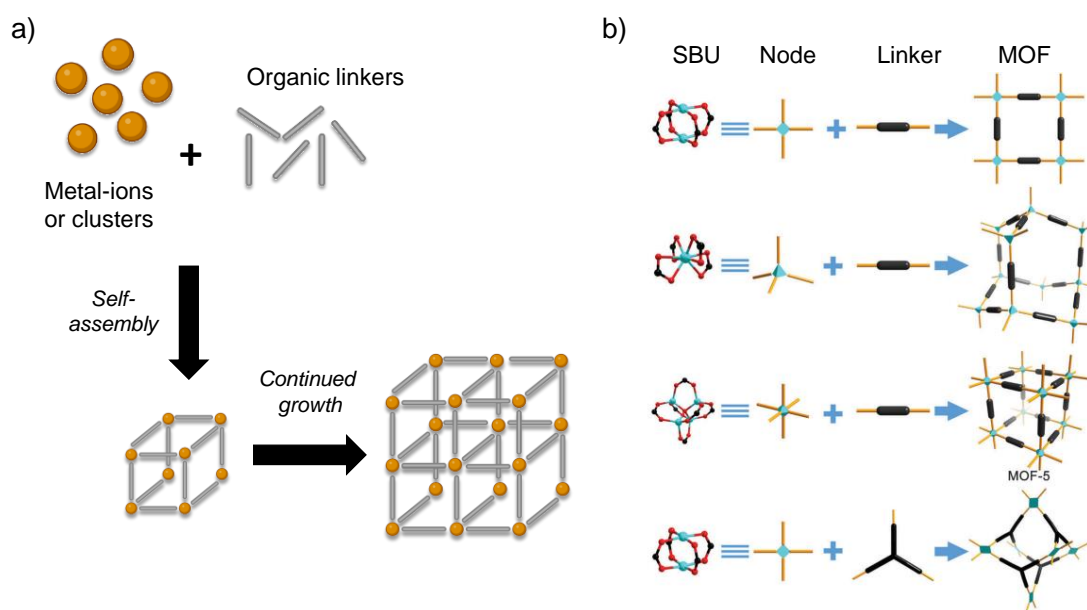 a)
Organic linkers
+
Metal-ions
or clusters
Self-
assembly
Continued
growth
b)
SBU Node Linker MOF
MOF-5